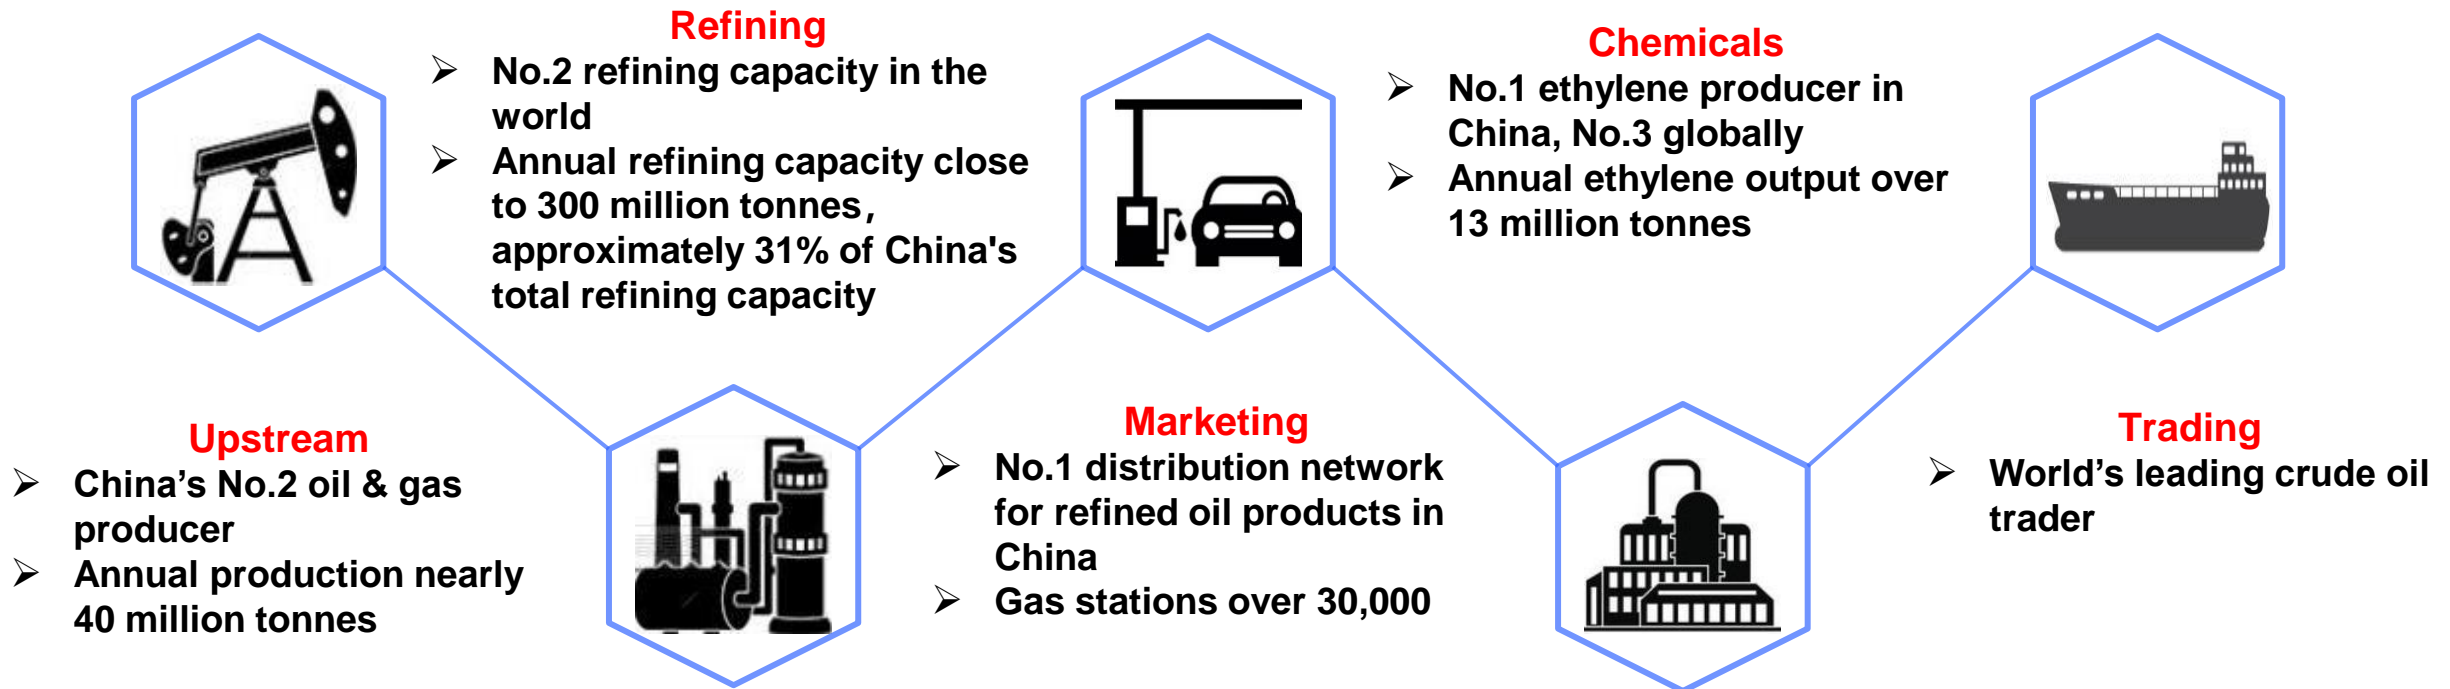 Refining
➢ No.2 refining capacity in the
world
➢ Annual refining capacity close
to 300 million tonnes，
approximately 31% of China's
total refining capacity
Chemicals
➢ No.1 ethylene producer in
China, No.3 globally
➢ Annual ethylene output over
13 million tonnes
Upstream
➢ China’s No.2 oil & gas
producer
➢ Annual production nearly
40 million tonnes
Marketing
➢ No.1 distribution network
for refined oil products in
China
➢ Gas stations over 30,000
Trading
➢ World’s leading crude oil
trader